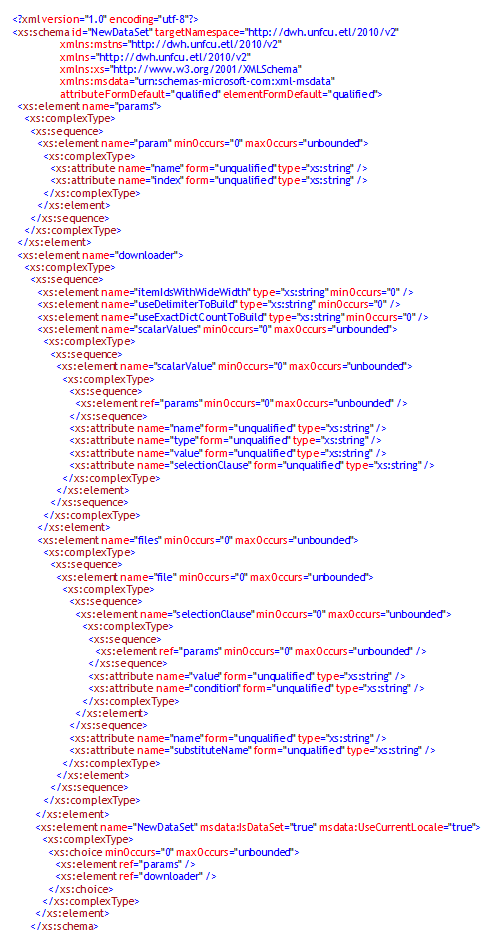 <?xml version="1.0" encoding="utf-8"?>
<xs:schema id="NewDataSet" targetNamespace="http://dwh.unfcu.etl/2010/v2"
xmlns:mstns="http://dwh.unfcu.etl/2010/v2"
xmlns="http://dwh.unfcu.etl/2010/v2"
xmlns:xs="http://www.w3.org/2001/XMLSchema"
xmlns:msdata="urn:schemas-microsoft-com:xml-msdata"
attributeFormDefault="qualified" elementFormDefault="qualified">
<xs:element name="params">
<xs:complexType>
<xs:sequence>
<xs:element name="param" minOccurs="0" maxOccurs="unbounded">
<xs:complexType>
<xs:attribute name="name" form="unqualified" type="xs:string" />
<xs:attribute name="index" form="unqualified" type="xs:string" />
</xs:complexType>
</xs:element>
</xs:sequence>
</xs:complexType>
</xs:element>
<xs:element name="downloader">
<xs:complexType>
<xs:sequence>
<xs:element name="itemIdsWithWideWidth" type="xs:string" minOccurs="0" />
<xs:element name="useDelimiterToBuild" type="xs:string" minOccurs="0" />
<xs:element name="useExactDictCountToBuild" type="xs:string" minOccurs="0" />
<xs:element name="scalarValues" minOccurs="0" maxOccurs="unbounded">
<xs:complexType>
<xs:sequence>
<xs:element name="scalarValue" minOccurs="0" maxOccurs="unbounded">
<xs:complexType>
<xs:sequence>
<xs:element ref="params" minOccurs="0" maxOccurs="unbounded" />
</xs:sequence>
<xs:attribute name="name" form="unqualified" type="xs:string" />
<xs:attribute name="type" form="unqualified" type="xs:string" />
<xs:attribute name="value" form="unqualified" type="xs:string" />
<xs:attribute name="selectionClause" form="unqualified" type="xs:string" />
</xs:complexType>
</xs:element>
</xs:sequence>
</xs:complexType>
</xs:element>
<xs:element name="files" minOccurs="0" maxOccurs="unbounded">
<xs:complexType>
<xs:sequence>
<xs:element name="file" minOccurs="0" maxOccurs="unbounded">
<xs:complexType>
<xs:sequence>
<xs:element name="selectionClause" minOccurs="0" maxOccurs="unbounded">
<xs:complexType>
<xs:sequence>
<xs:element ref="params" minOccurs="0" maxOccurs="unbounded" />
</xs:sequence>
<xs:attribute name="value" form="unqualified" type="xs:string" />
<xs:attribute name="condition" form="unqualified" type="xs:string" />
</xs:complexType>
</xs:element>
</xs:sequence>
<xs:attribute name="name" form="unqualified" type="xs:string" />
<xs:attribute name="substituteName" form="unqualified" type="xs:string" />
</xs:complexType>
</xs:element>
</xs:sequence>
</xs:complexType>
</xs:element>
<xs:element name="NewDataSet" msdata:IsDataSet="true" msdata:UseCurrentLocale="true">
<xs:complexType>
<xs:choice minOccurs="0" maxOccurs="unbounded">
<xs:element ref="params" />
<xs:element ref="downloader" />
</xs:choice>
</xs:complexType>
</xs:element>
</xs:schema>